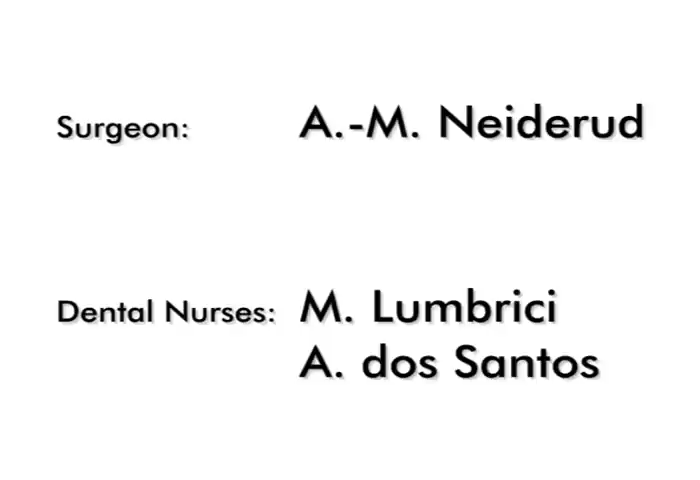 Surgeon: A.-M. Neiderud
Dental Nurses: M. Lumbrici
A. dos Santos